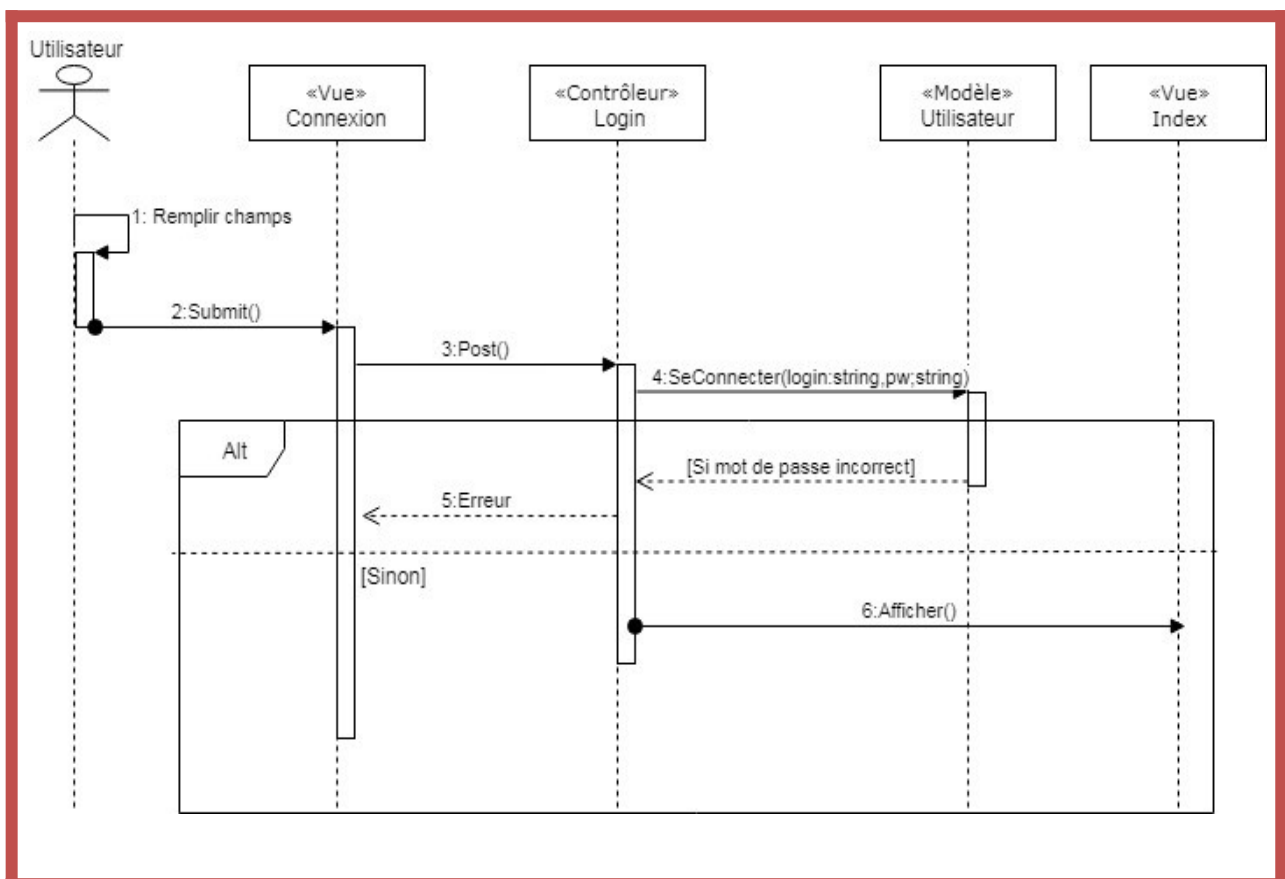 Utilisateur
«Vue»
Connexion
«Contrôleur»
Login
«Modèle»
Utilisateur
«Vue»
Index
1: Remplir champs
2:Submit()
3:Post()
4:SeConnecter(login:string,pw;string)
Alt
[Si mot de passe incorrect]
5:Erreur
[Sinon]
6:Afficher()